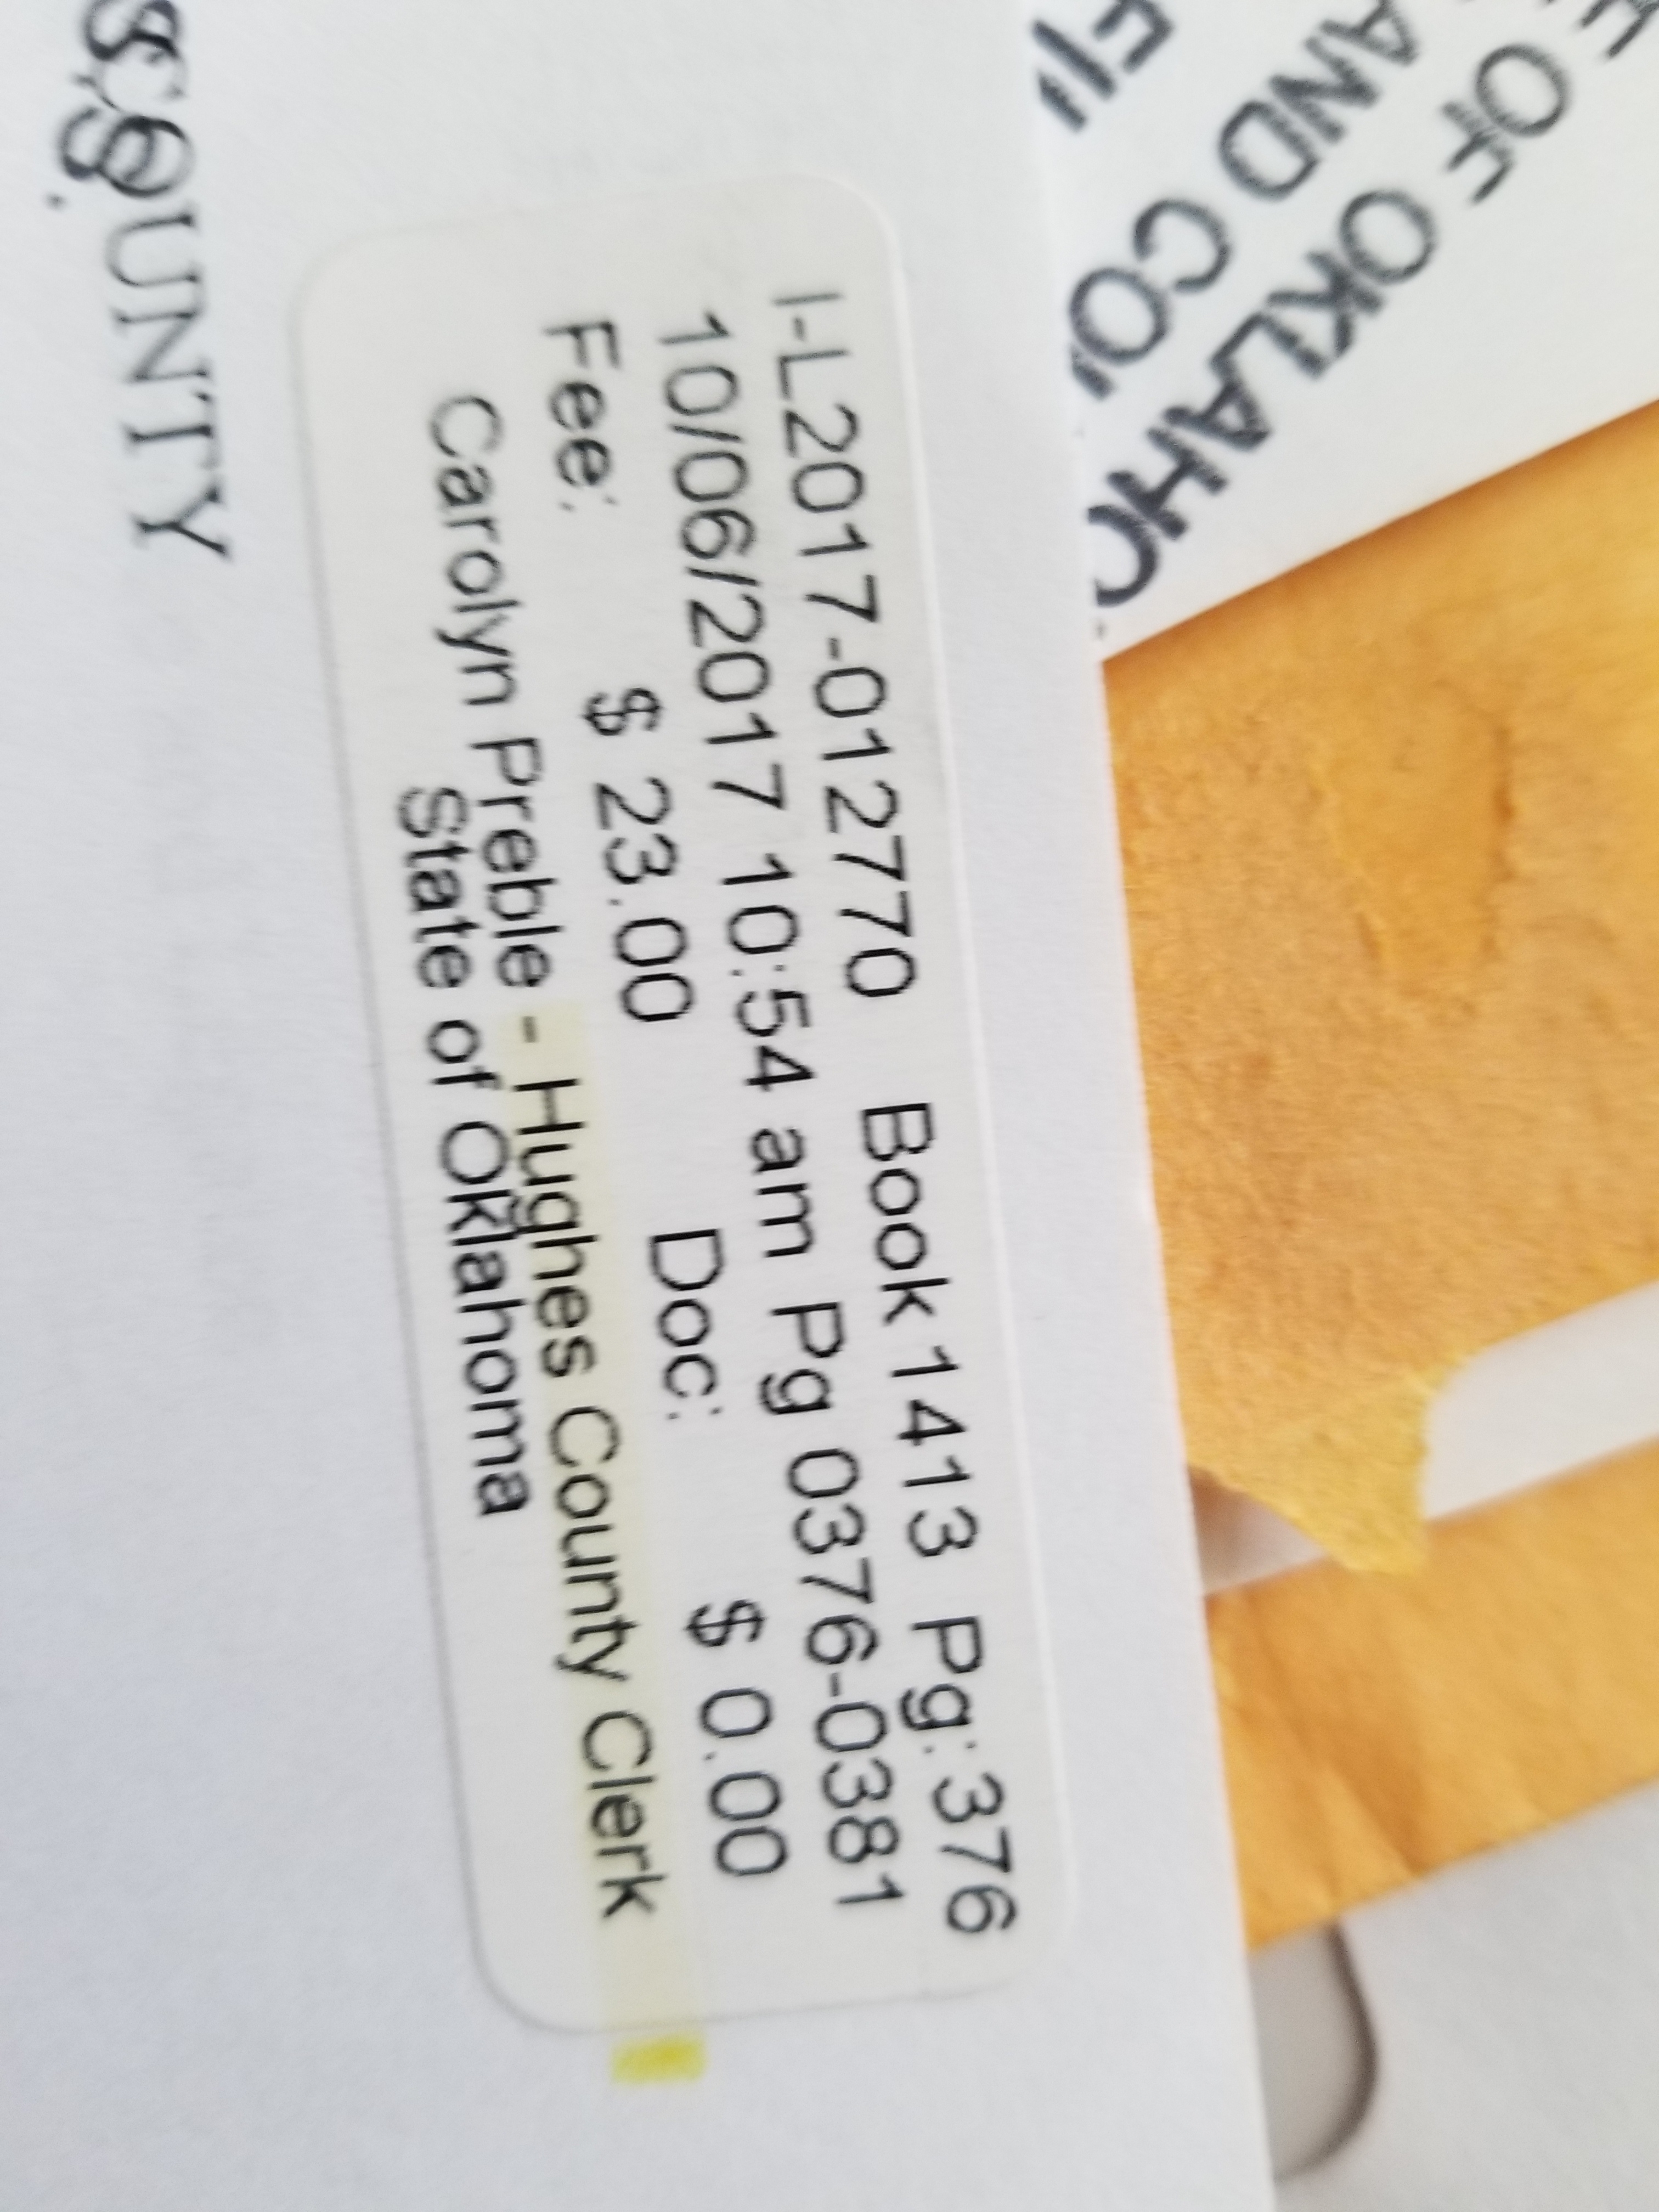 I-L2017-012770 Book 1413 Pg: 376
10/06/2017 10:54 am Pg 0376-0381
Fee: $ 23.00 Doc: $ 0.00
Carolyn Preble - Hughes County Clerk
State of Oklahoma
COUNTY
OF OKLAHO
AND CO